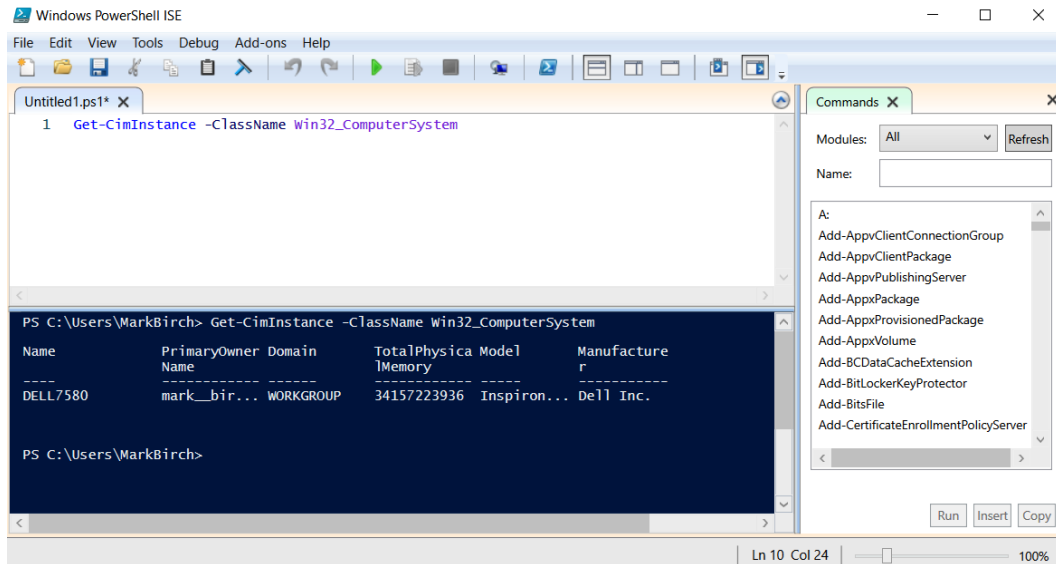 Windows PowerShell ISE
File Edit View Tools Debug Add-ons Help
Untitled1.ps1* X
1 Get-CimInstance -ClassName Win32_ComputerSystem
PS C:\Users\MarkBirch> Get-CimInstance -ClassName Win32_ComputerSystem
Name PrimaryOwner Domain TotalPhysica Model Manufacture
Name lMemory r
---- ------------ ------ ------------ ----- -----------
DELL7580 mark__bir... WORKGROUP 34157223936 Inspiron... Dell Inc.
PS C:\Users\MarkBirch>
Commands X
Modules: All Refresh
Name:
A:
Add-AppvClientConnectionGroup
Add-AppvClientPackage
Add-AppvPublishingServer
Add-AppxPackage
Add-AppxProvisionedPackage
Add-AppxVolume
Add-BCDataCacheExtension
Add-BitLockerKeyProtector
Add-BitsFile
Add-CertificateEnrollmentPolicyServer
Run Insert Copy
Ln 10 Col 24 100%